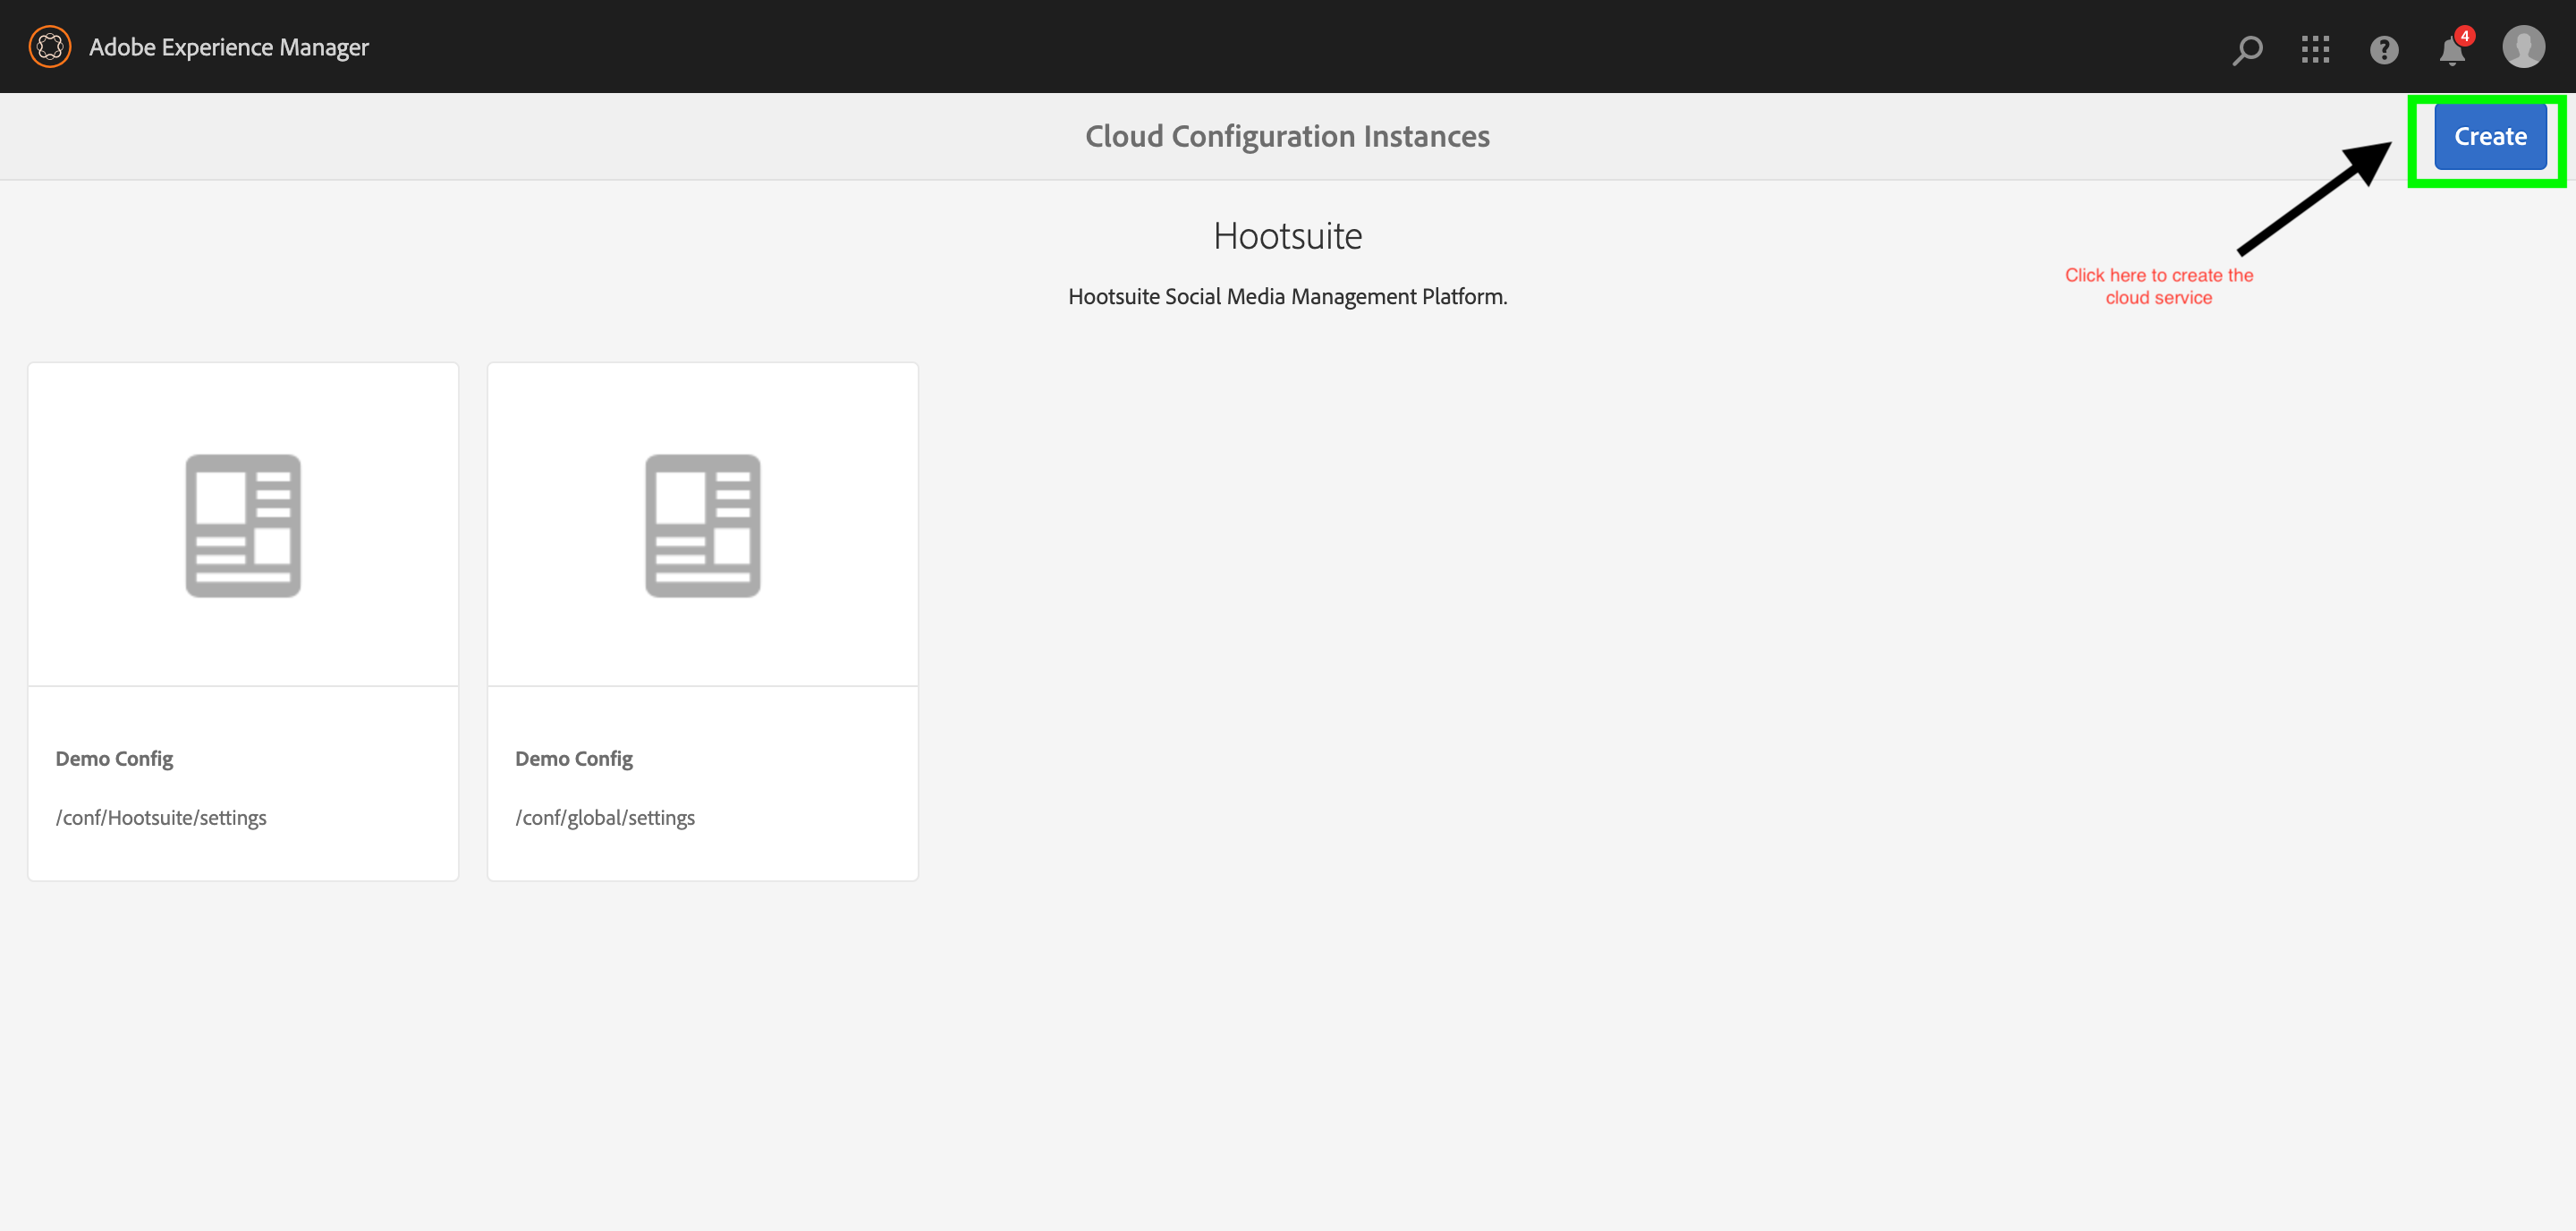 Adobe Experience Manager
4
Cloud Configuration Instances
Create
Hootsuite
Hootsuite Social Media Management Platform.
Click here to create the
cloud service
Demo Config
/conf/Hootsuite/settings
Demo Config
/conf/global/settings